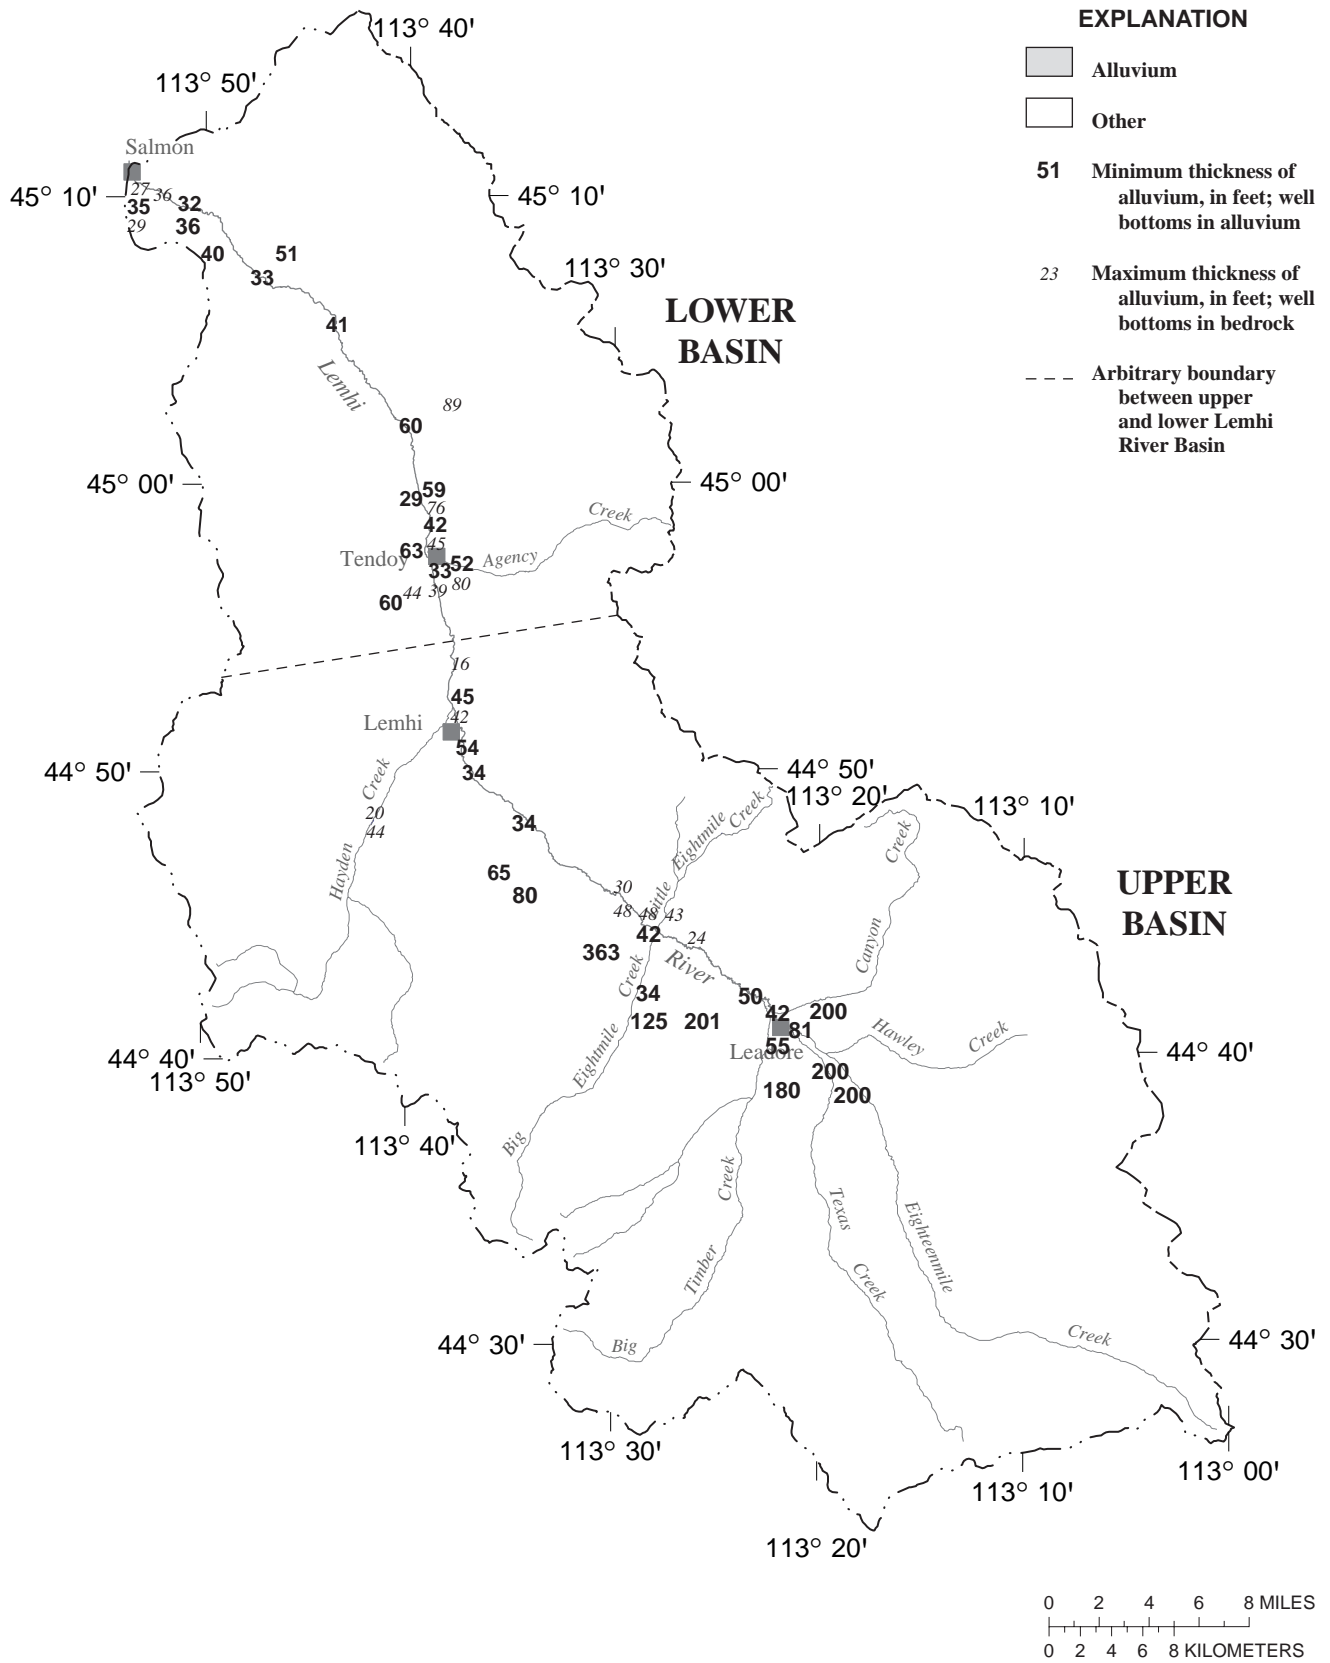 EXPLANATION
Alluvium
Other
51 Minimum thickness of
alluvium, in feet; well
bottoms in alluvium
23 Maximum thickness of
alluvium, in feet; well
bottoms in bedrock
Arbitrary boundary
between upper
and lower Lemhi
River Basin
113° 40'
113° 50'
Salmon
45° 10'
45° 10'
27
36
35
32
29
36
40
51
33
113° 30'
LOWER
BASIN
41
Lemhi
89
60
45° 00'
45° 00'
59
29
76
42
Creek
45
63
Tendoy
52
Agency
33
80
44
39
60
16
45
42
Lemhi
54
34
44° 50'
44° 50'
113° 20'
113° 10'
Creek
20
44
Hayden
34
Little
Eightmile
Creek
Creek
65
80
30
48
48
43
42
24
363
River
UPPER
BASIN
Canyon
Creek
34
50
42
200
125
201
81
Leadore
55
Hawley
Creek
Eightmile
Big
200
180
200
44° 40'
44° 40'
113° 50'
113° 40'
Creek
Timber
Big
Texas
Creek
Eighteenmile
Creek
44° 30'
44° 30'
113° 30'
113° 00'
113° 10'
113° 20'
0 2 4 6 8 MILES
0 2 4 6 8 KILOMETERS